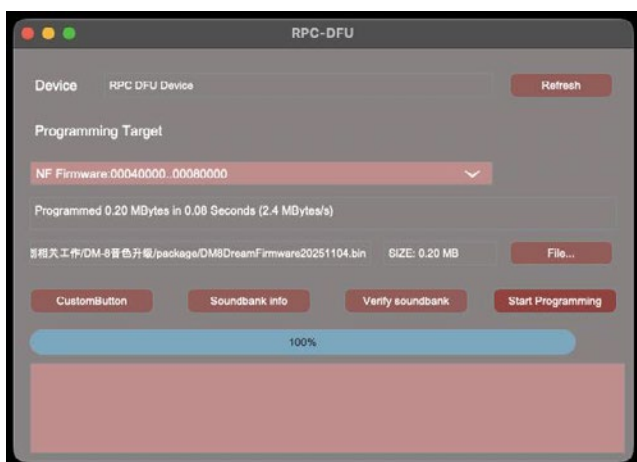 RPC-DFU
Device RPC DFU Device Refresh
Programming Target
NF Firmware:00040000..00080000
Programmed 0.20 MBytes in 0.08 Seconds (2.4 MBytes/s)
相关工作/DM-8音色升级/package/DM8DreamFirmware20251104.bin SIZE: 0.20 MB File...
CustomButton Soundbank info Verify soundbank Start Programming
100%